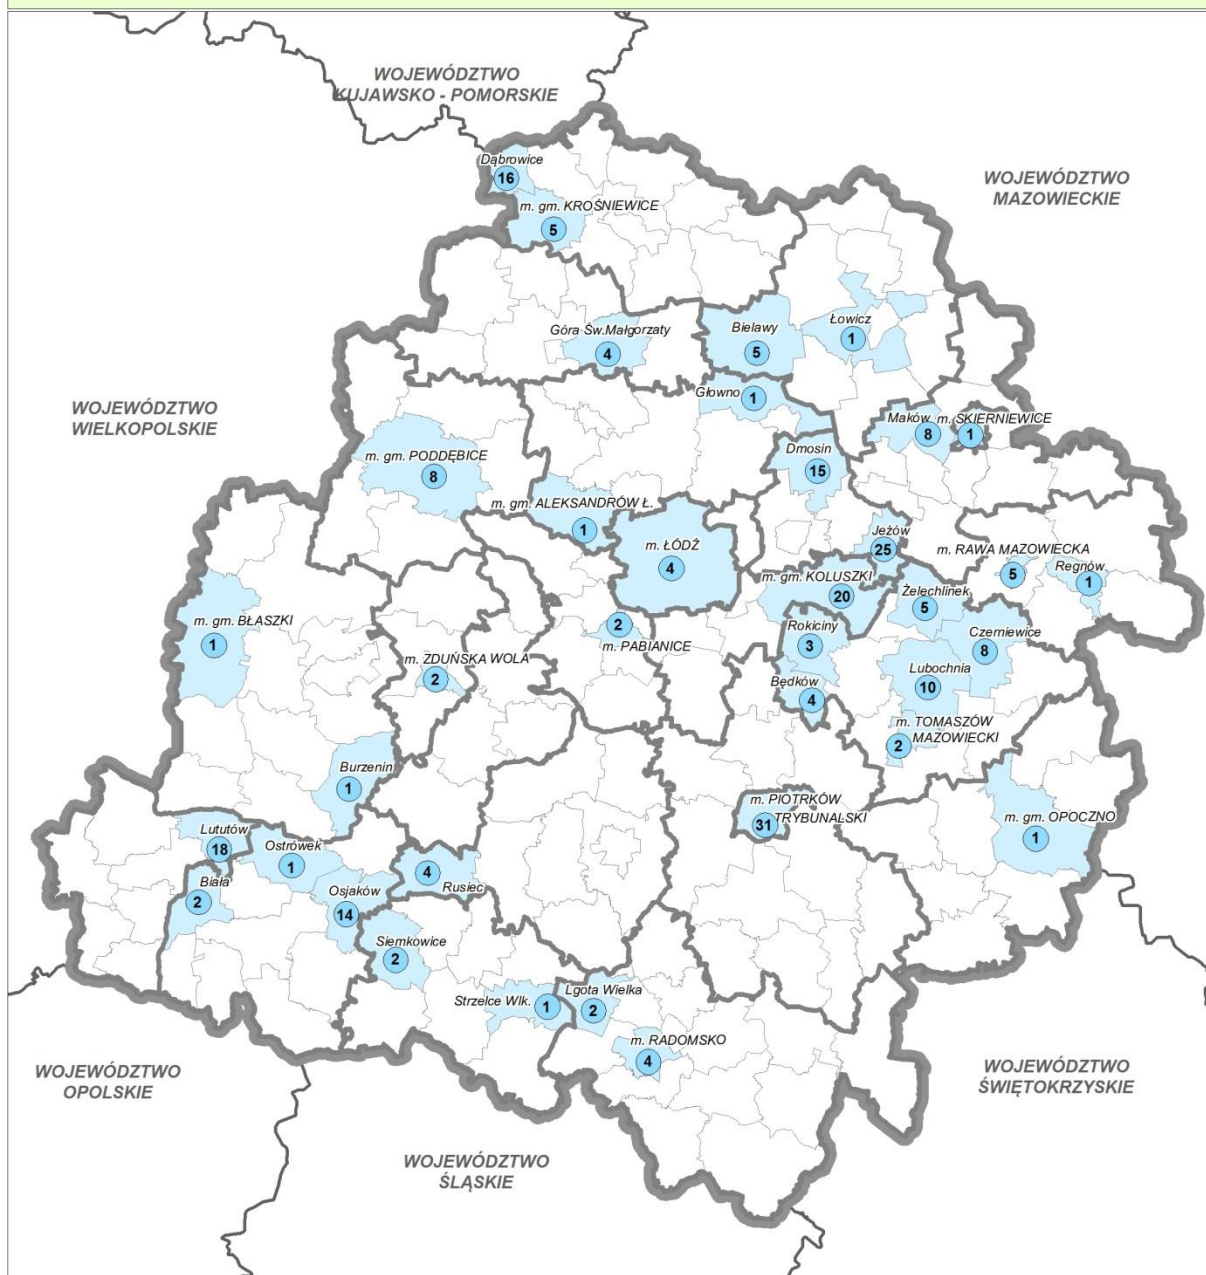 WOJEWÓDZTWO
KUJAWSKO - POMORSKIE
Dąbrowice
16
WOJEWÓDZTWO
MAZOWIECKIE
m. gm. KROŚNIEWICE
5
Góra Św.Małgorzaty
4
Bielawy
5
Łowicz
1
Głowno
1
WOJEWÓDZTWO
WIELKOPOLSKIE
Maków
8
m. SKIERNIEWICE
1
m. gm. PODDĘBICE
8
Dmosin
15
m. gm. ALEKSANDRÓW Ł.
1
m. ŁÓDŹ
4
Jeżów
25
m. RAWA MAZOWIECKA
5
Regnów
1
m. gm. KOLUSZKI
20
Żelechlinek
5
m. gm. BŁASZKI
1
2
m. PABIANICE
Rokiciny
3
Czerniewice
8
m. ZDUŃSKA WOLA
2
Lubochnia
10
Będków
4
m. TOMASZÓW
MAZOWIECKI
2
Burzenin
1
m. PIOTRKÓW
TRYBUNALSKI
31
m. gm. OPOCZNO
1
Lututów
18
Ostrówek
1
4
Rusiec
Biała
2
Osjaków
14
Siemkowice
2
Strzelce Wlk.
1
Lgota Wielka
2
m. RADOMSKO
4
WOJEWÓDZTWO
OPOLSKIE
WOJEWÓDZTWO
ŚWIĘTOKRZYSKIE
WOJEWÓDZTWO
ŚLĄSKIE